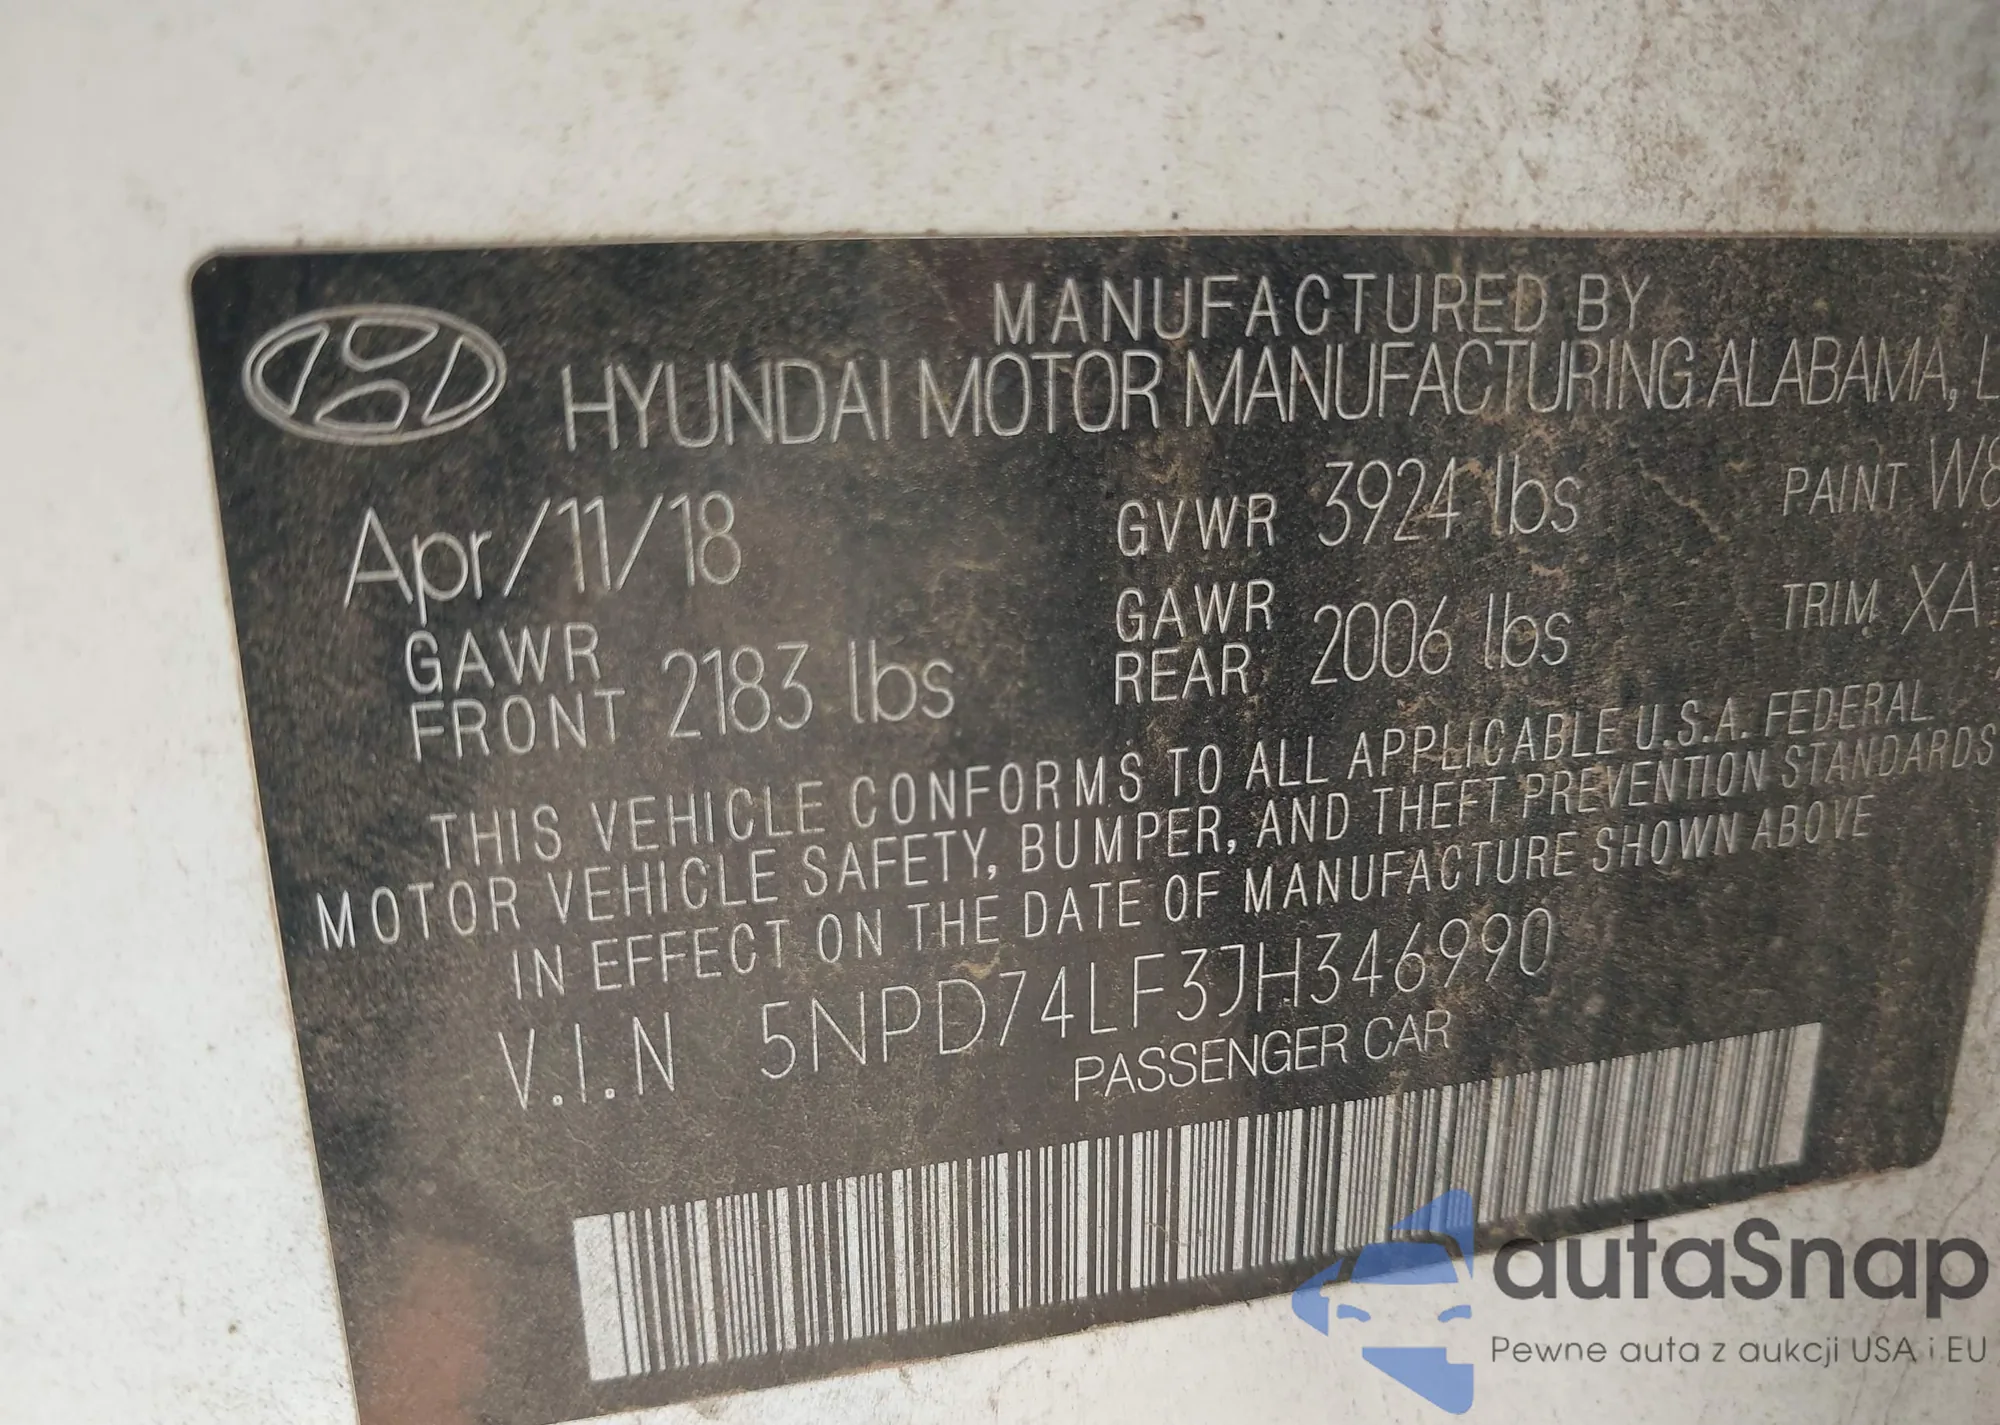 MANUFACTURED BY
HYUNDAI MOTOR MANUFACTURING ALABAMA, L
Apr/11/18 GVWR 3924 lbs PAINT W8
GAWR FRONT 2183 lbs GAWR REAR 2006 lbs TRIM XA
THIS VEHICLE CONFORMS TO ALL APPLICABLE U.S.A. FEDERAL
MOTOR VEHICLE SAFETY, BUMPER, AND THEFT PREVENTION STANDARDS
IN EFFECT ON THE DATE OF MANUFACTURE SHOWN ABOVE
V.I.N 5NPD74LF3JH346990
PASSENGER CAR
autaSnap
Pewne auta z aukcji USA i EU